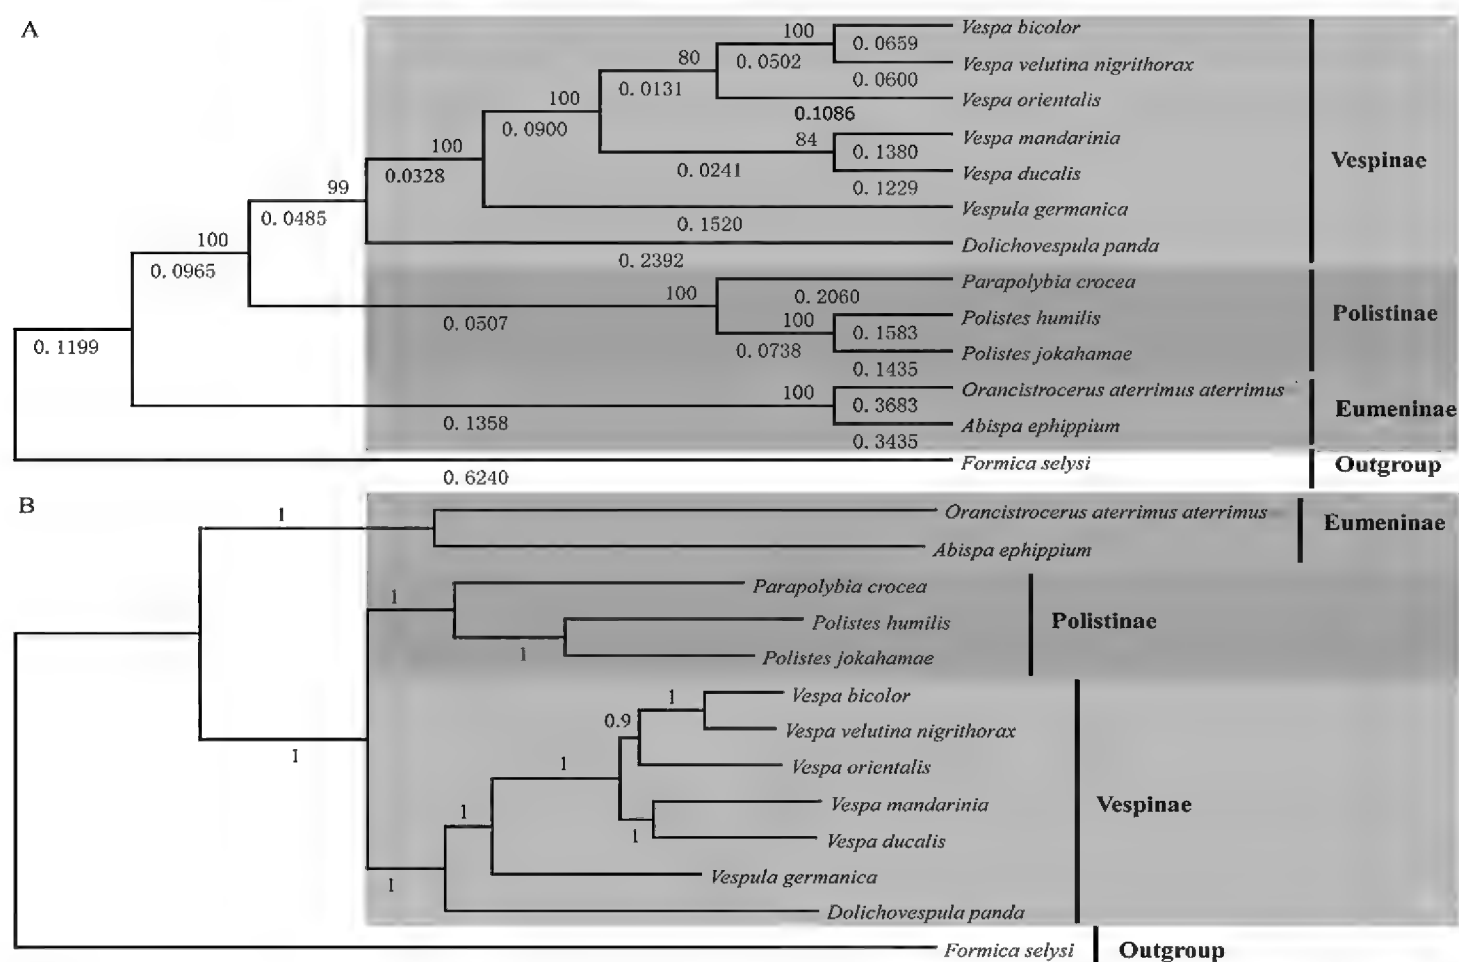 A
100
Vespa bicolor
0.0659
80
0.0502
Vespa velutina nigrithorax
0.0600
100
0.0131
Vespa orientalis
0.1086
100
0.0900
84
Vespa mandarinia
0.1380
0.0241
Vespa ducalis
0.1229
Vespinae
99
0.0328
Vespula germanica
0.1520
100
0.0485
Dolichovespula panda
0.2392
0.0965
100
Parapolybia crocea
0.2060
0.0507
100
Polistes humilis
0.1583
Polistinae
0.1199
0.0738
Polistes jokahamae
0.1435
100
Orancistrocerus aterrimus aterrimus
0.3683
Eumeninae
0.1358
Abispa ephippium
0.3435
Formica selysi
Outgroup
0.6240
B
1
Orancistrocerus aterrimus aterrimus
Eumeninae
Abispa ephippium
1
Parapolybia crocea
Polistes humilis
Polistinae
1
Polistes jokahamae
1
Vespa bicolor
0.9
Vespa velutina nigrithorax
1
1
Vespa orientalis
Vespa mandarinia
Vespinae
1
1
Vespa ducalis
Vespula germanica
1
Dolichovespula panda
Formica selysi
Outgroup